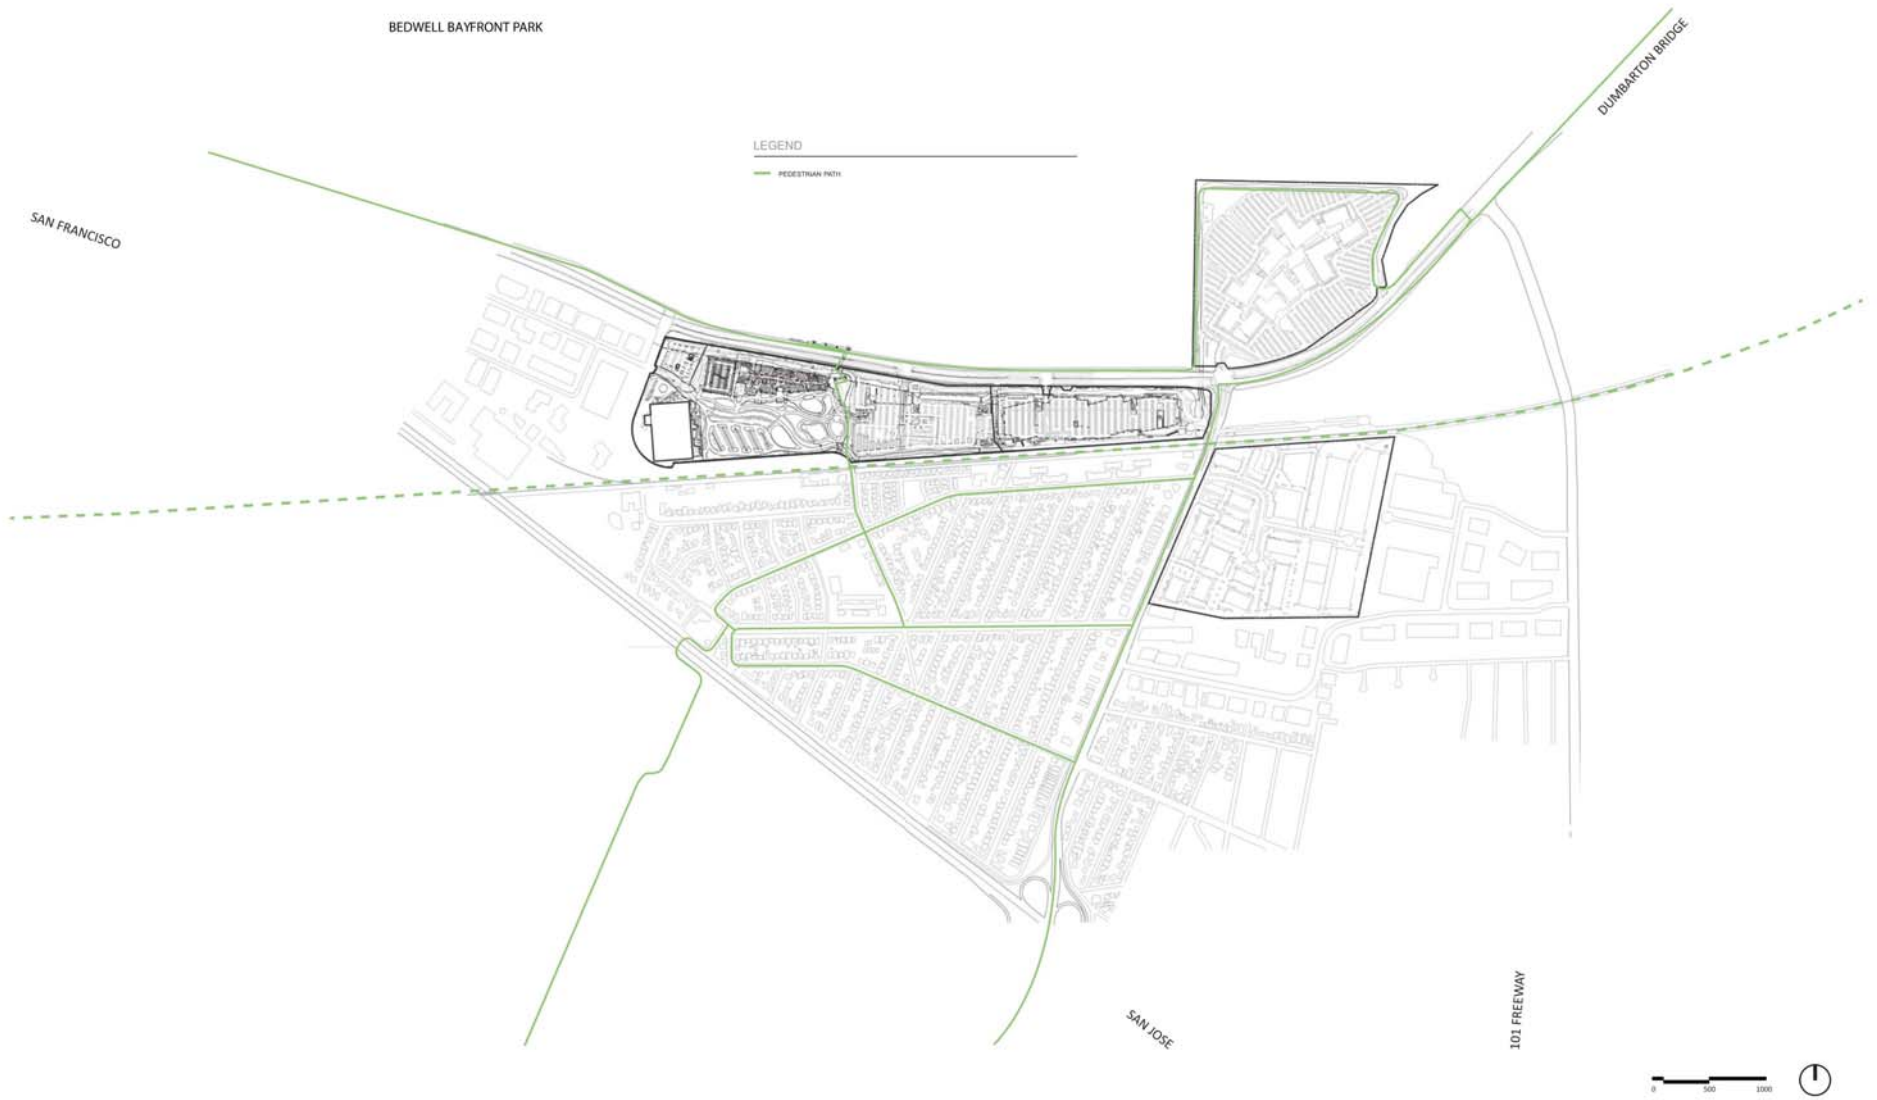 BEDWELL BAYFRONT PARK
DUMBARTON BRIDGE
LEGEND
PEDESTRIAN PATH
SAN FRANCISCO
SAN JOSE
101 FREEWAY
0 500 1000